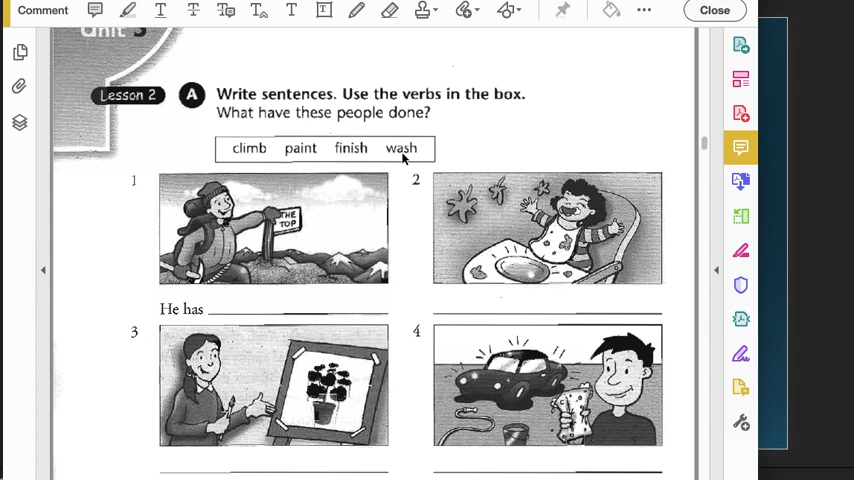 Comment
Close
Unit 3
Lesson 2 A Write sentences. Use the verbs in the box.
What have these people done?
climb paint finish wash
1
THE
TOP
2
He has
3
4